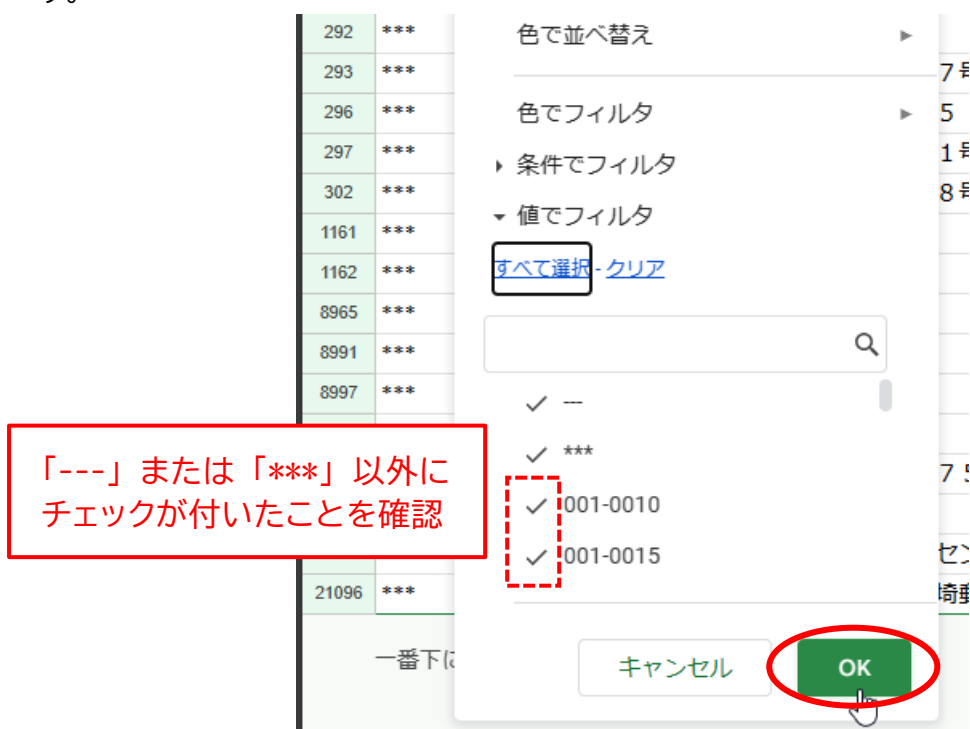 す。
292 *** 色で並べ替え
293 *** 7号
296 *** 色でフィルタ 5
297 *** 1号
条件でフィルタ
302 *** 8号
値でフィルタ
1161 ***
1162 *** すべて選択 - クリア
8965 ***
8991 ***
8997 ***
---
***
「---」または「***」以外に
チェックが付いたことを確認
7 5
001-0010
001-0015
セン
21096 ***
一番下に
キャンセル OK